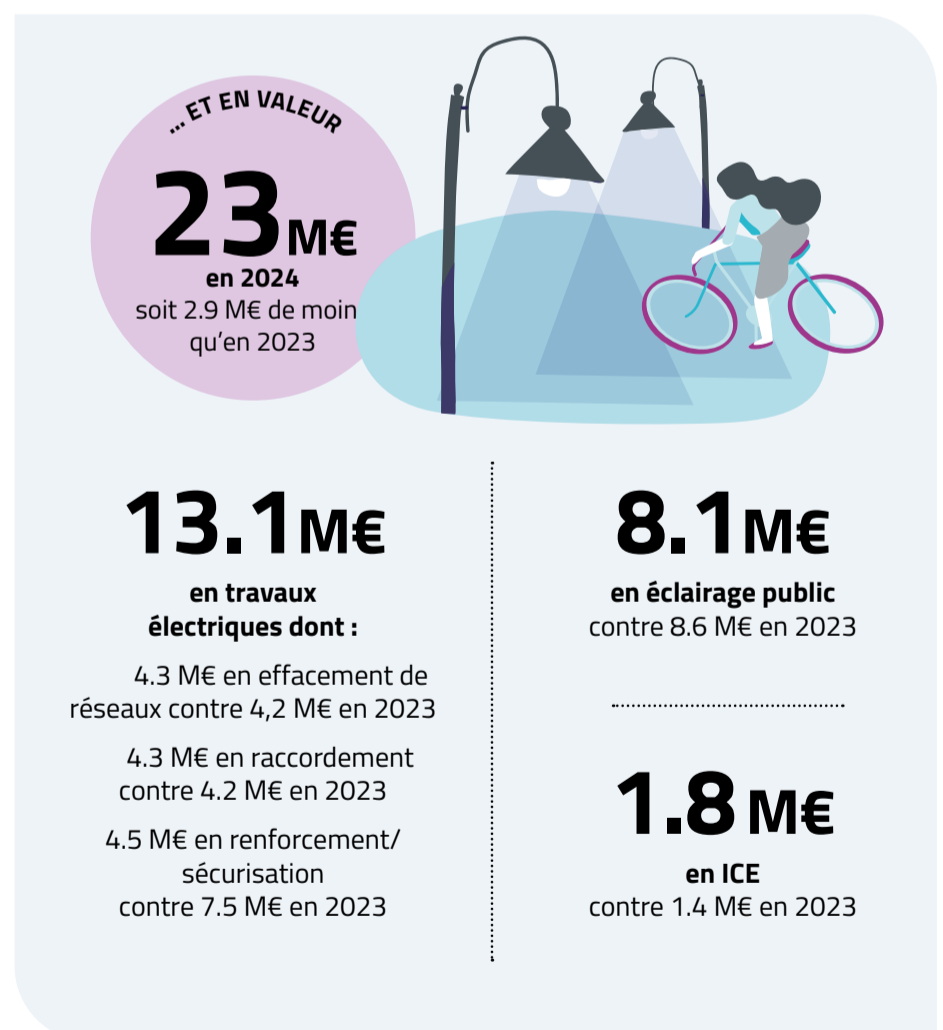 ... ET EN VALEUR
23 M€
en 2024
soit 2.9 M€ de moin
qu'en 2023
13.1 M€
en travaux
électriques dont :
4.3 M€ en effacement de
réseaux contre 4,2 M€ en 2023
4.3 M€ en raccordement
contre 4.2 M€ en 2023
4.5 M€ en renforcement/
sécurisation
contre 7.5 M€ en 2023
8.1 M€
en éclairage public
contre 8.6 M€ en 2023
1.8 M€
en ICE
contre 1.4 M€ en 2023